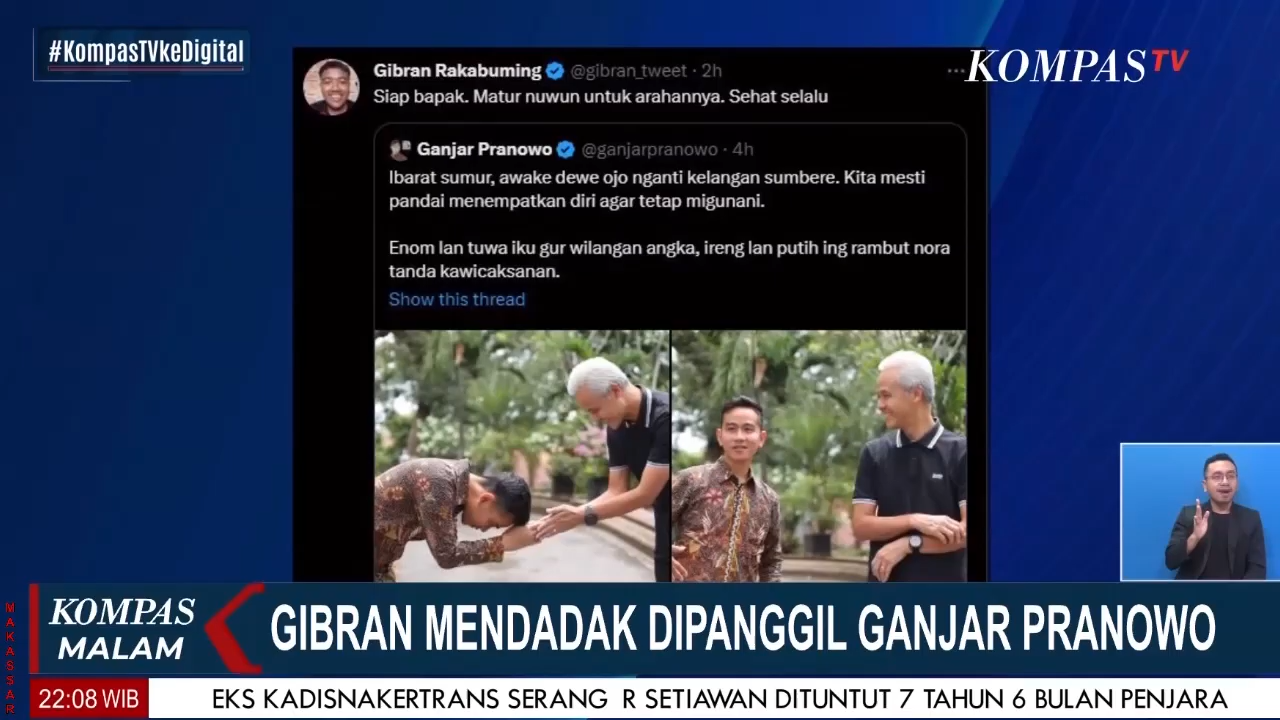 #KompasTVkeDigital
KOMPAS TV
Gibran Rakabuming @gibran_tweet · 2h
Siap bapak. Matur nuwun untuk arahannya. Sehat selalu
Ganjar Pranowo @ganjarpranowo · 4h
Ibarat sumur, awake dewe ojo nganti kelangan sumbere. Kita mesti
pandai menempatkan diri agar tetap migunani.
Enom lan tuwa iku gur wilangan angka, ireng lan putih ing rambut nora
tanda kawicaksanan.
Show this thread
MAKASSAR
KOMPAS
MALAM
GIBRAN MENDADAK DIPANGGIL GANJAR PRANOWO
22:08 WIB
EKS KADISNAKERTRANS SERANG R SETIAWAN DITUNTUT 7 TAHUN 6 BULAN PENJARA